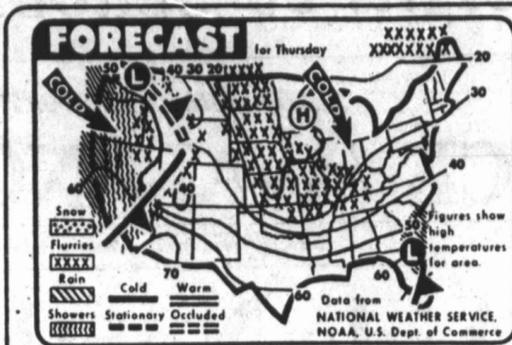 FORECAST for Thursday
50 40 30 20
20
L
COLD
COLD
H
30
60
40
40
50
L
Figures show
high
temperatures
for area.
Snow
Flurries
XXXX
Rain
Showers
70
60
60
Cold Warm
Stationary Occluded
Data from
NATIONAL WEATHER SERVICE,
NOAA, U.S. Dept. of Commerce